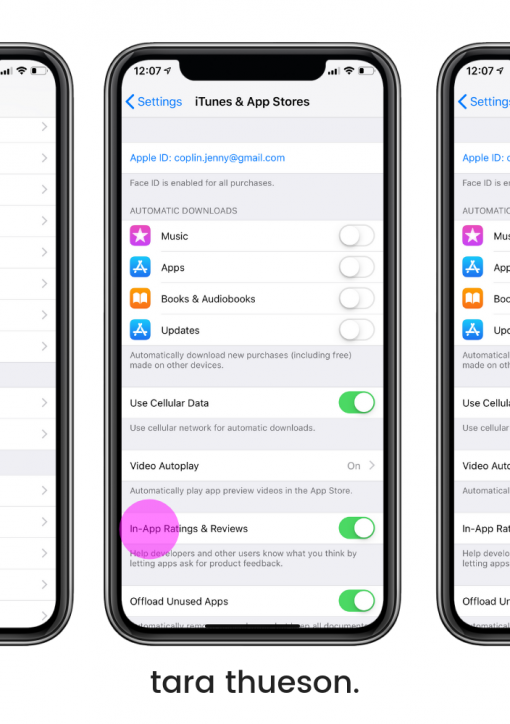 12:07
Settings iTunes & App Stores
Apple ID: coplin.jenny@gmail.com
Face ID is enabled for all purchases.
AUTOMATIC DOWNLOADS
Music
Apps
Books & Audiobooks
Updates
Automatically download new purchases (including free)
made on other devices.
Use Cellular Data
Use cellular network for automatic downloads.
Video Autoplay On
Automatically play app preview videos in the App Store.
In-App Ratings & Reviews
Help developers and other users know what you think by
letting apps ask for product feedback.
Offload Unused Apps
12:07
Settings
Apple ID: c
Face ID is e
AUTOMATIC
Mus
App
Boo
Upd
Automatical
made on oth
Use Cellula
Use cellular
Video Auto
Automatical
In-App Rat
Help develo
letting apps
Offload Un
tara thueson.